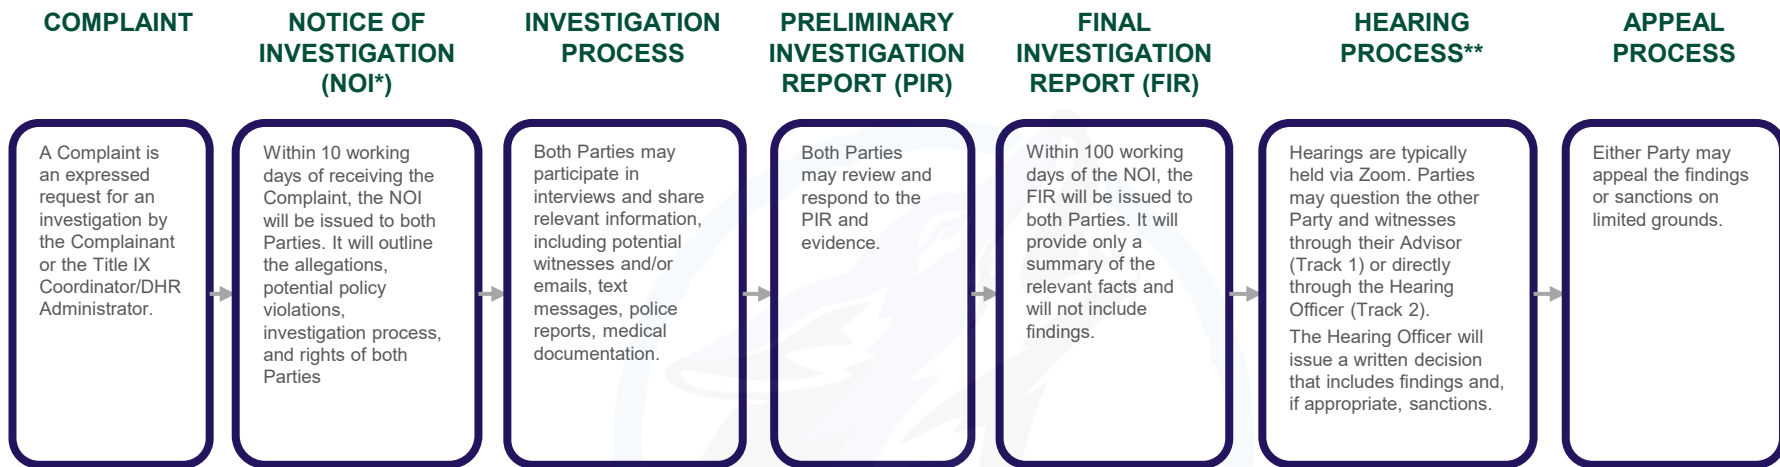 COMPLAINT
NOTICE OF
INVESTIGATION
(NOI*)
INVESTIGATION
PROCESS
PRELIMINARY
INVESTIGATION
REPORT (PIR)
FINAL
INVESTIGATION
REPORT (FIR)
HEARING
PROCESS**
APPEAL
PROCESS
A Complaint is
an expressed
request for an
investigation by
the Complainant
or the Title IX
Coordinator/DHR
Administrator.
Within 10 working
days of receiving the
Complaint, the NOI
will be issued to both
Parties. It will outline
the allegations,
potential policy
violations,
investigation process,
and rights of both
Parties
Both Parties may
participate in
interviews and share
relevant information,
including potential
witnesses and/or
emails, text
messages, police
reports, medical
documentation.
Both Parties
may review and
respond to the
PIR and
evidence.
Within 100 working
days of the NOI, the
FIR will be issued to
both Parties. It will
provide only a
summary of the
relevant facts and
will not include
findings.
Hearings are typically
held via Zoom. Parties
may question the other
Party and witnesses
through their Advisor
(Track 1) or directly
through the Hearing
Officer (Track 2).
The Hearing Officer will
issue a written decision
that includes findings and,
if appropriate, sanctions.
Either Party may
appeal the findings
or sanctions on
limited grounds.